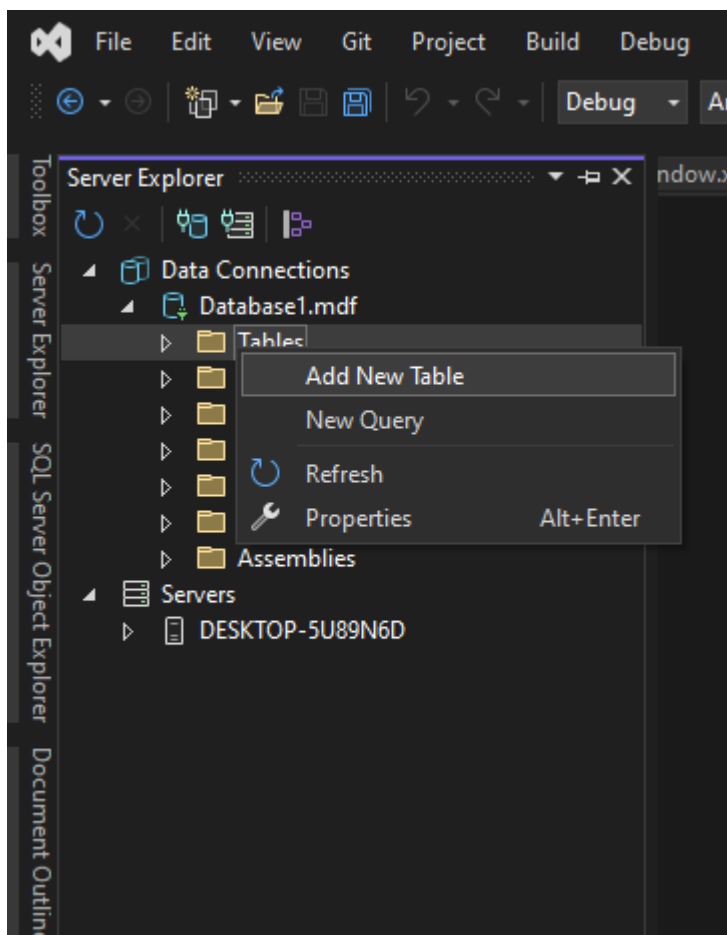 File Edit View Git Project Build Debug
Debug
Server Explorer
ndow.x
Data Connections
Database1.mdf
Tables
Add New Table
New Query
Refresh
Properties Alt+Enter
Assemblies
Servers
DESKTOP-5U89N6D
Toolbox
Server Explorer
SQL Server Object Explorer
Document Outline